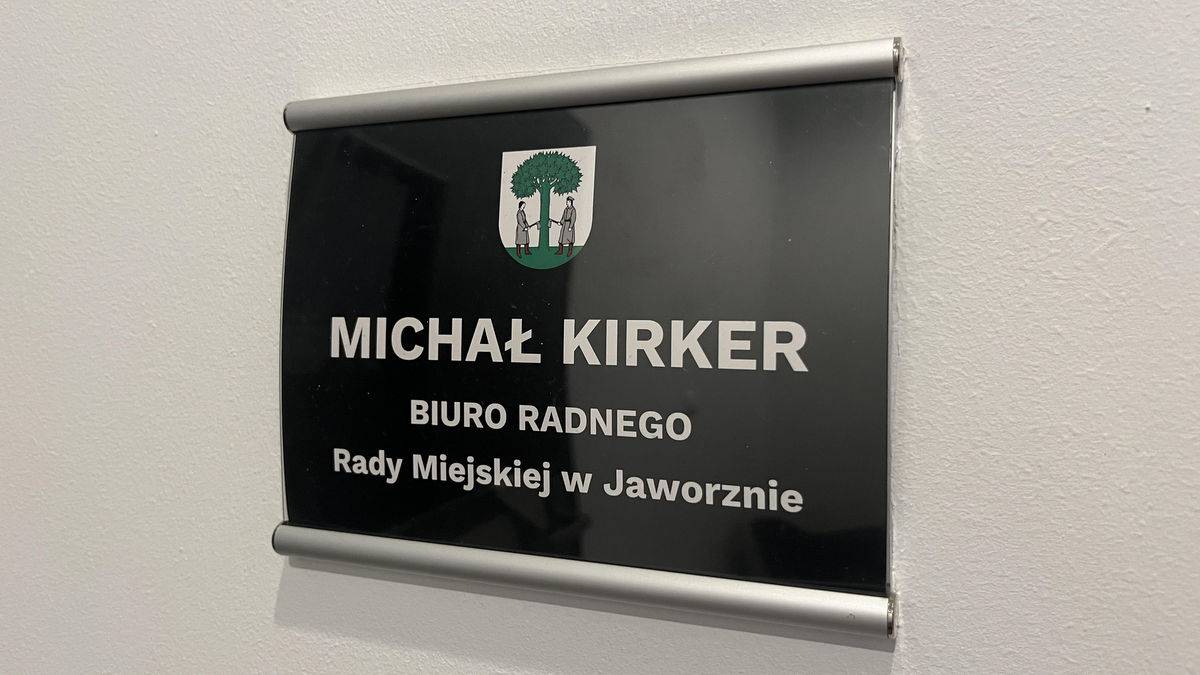 MICHAŁ KIRKER
BIURO RADNEGO
Rady Miejskiej w Jaworznie